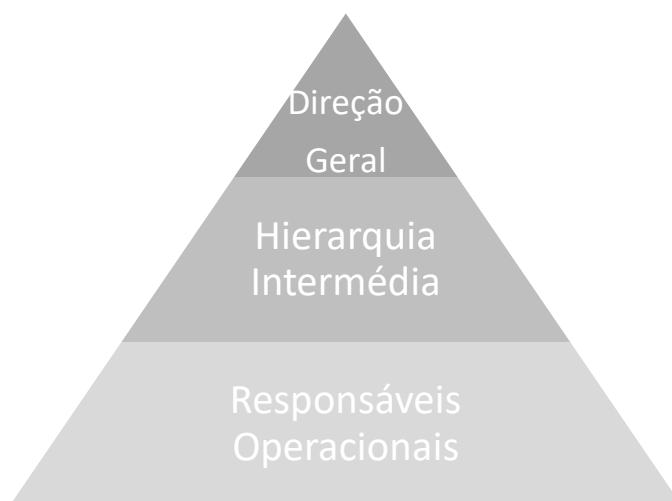 Direção
Geral
Hierarquia
Intermédia
Responsáveis
Operacionais